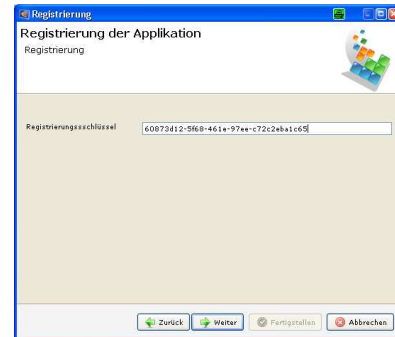 Registrierung
Registrierung der Applikation
Registrierung
Registrierungsschlüssel 60873d12-5f68-461e-97ee-c72c2eba1c65
Zurück Weiter Fertigstellen Abbrechen